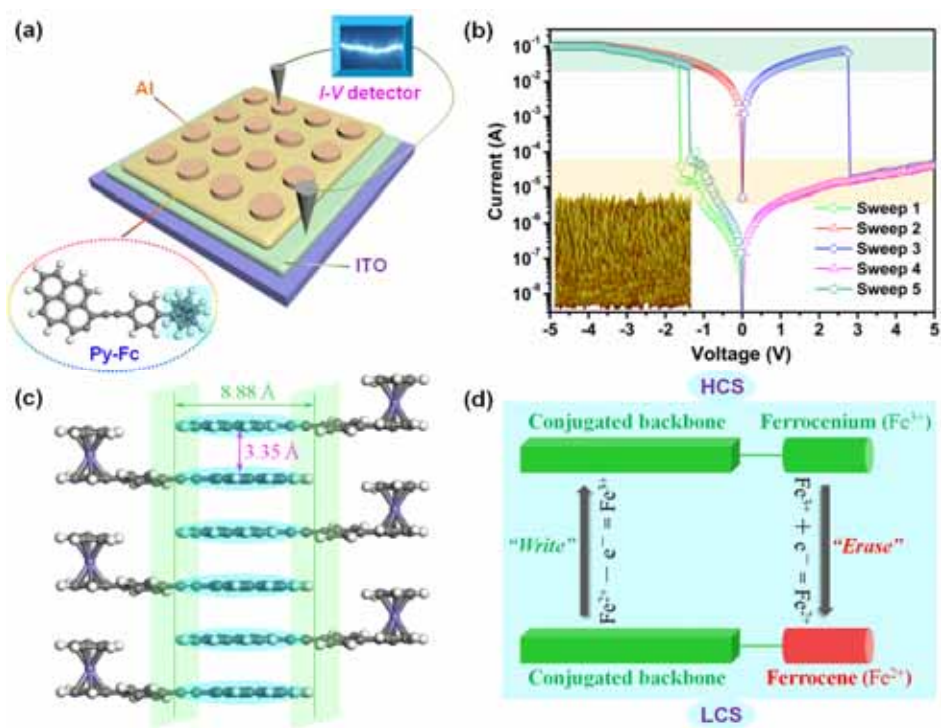 (a)
Al
I-V detector
ITO
Py-Fc
(b)
Current (A)
10⁻¹
10⁻²
10⁻³
10⁻⁴
10⁻⁵
10⁻⁶
10⁻⁷
10⁻⁸
Sweep 1
Sweep 2
Sweep 3
Sweep 4
Sweep 5
-5 -4 -3 -2 -1 0 1 2 3 4 5
Voltage (V)
(c)
8.88 Å
3.35 Å
HCS
(d)
Conjugated backbone
Ferrocenium (Fe³⁺)
"Write"
Fe²⁺ − e⁻ = Fe³⁺
Fe³⁺ + e⁻ = Fe²⁺
"Erase"
Conjugated backbone
Ferrocene (Fe²⁺)
LCS